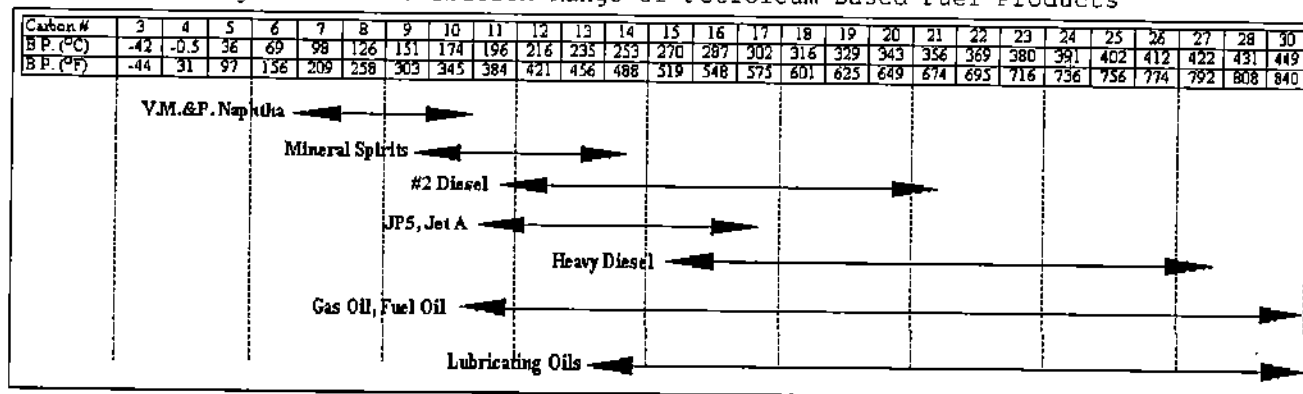 Range of Petroleum Based Fuel Products
Carbon # 3 4 5 6 7 8 9 10 11 12 13 14 15 16 17 18 19 20 21 22 23 24 25 26 27 28 30
B P. (°C) -42 -0.5 36 69 98 126 151 174 196 216 235 253 270 287 302 316 329 343 356 369 380 391 402 412 422 431 449
B P. (°F) -44 31 97 156 209 258 303 345 384 421 456 488 519 548 575 601 625 649 674 695 716 736 756 774 792 808 840
V.M.&P. Naphtha
Mineral Spirits
#2 Diesel
JP5, Jet A
Heavy Diesel
Gas Oil, Fuel Oil
Lubricating Oils